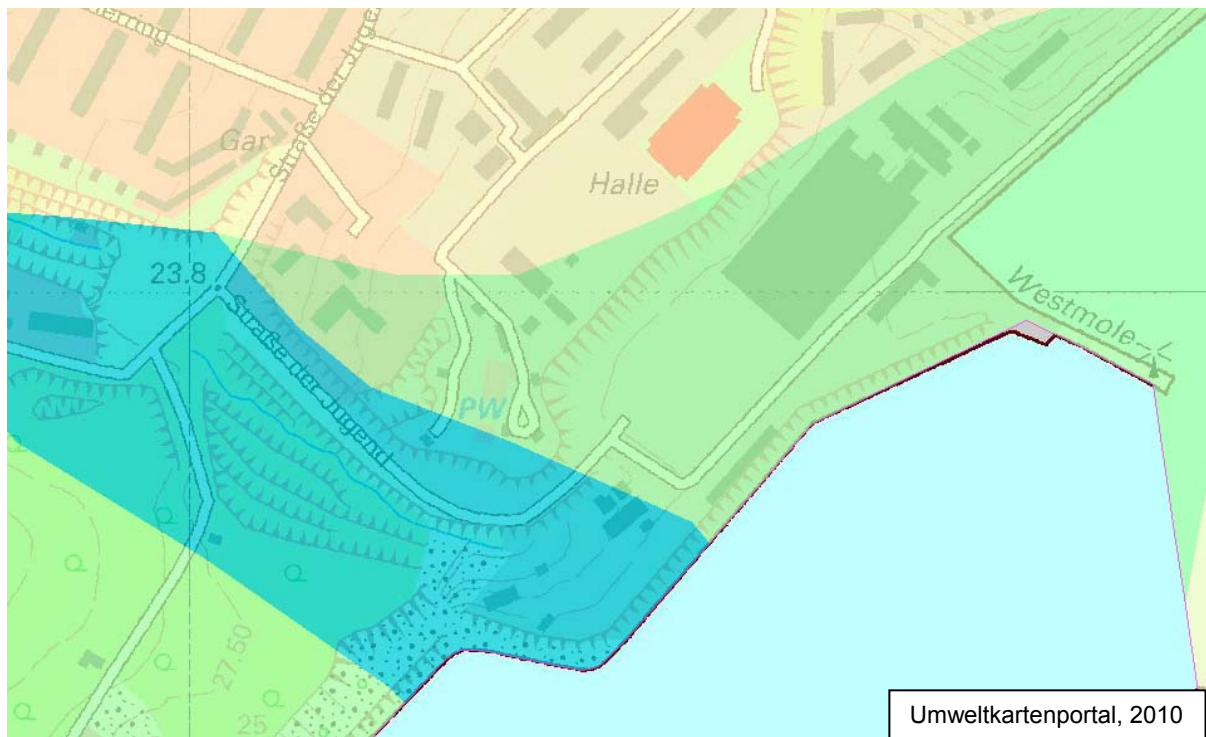 Straße der Jugend
Gar
Halle
23.8
Straße der Jugend
Westmole
PW
27.50
25
Umweltkartenportal, 2010